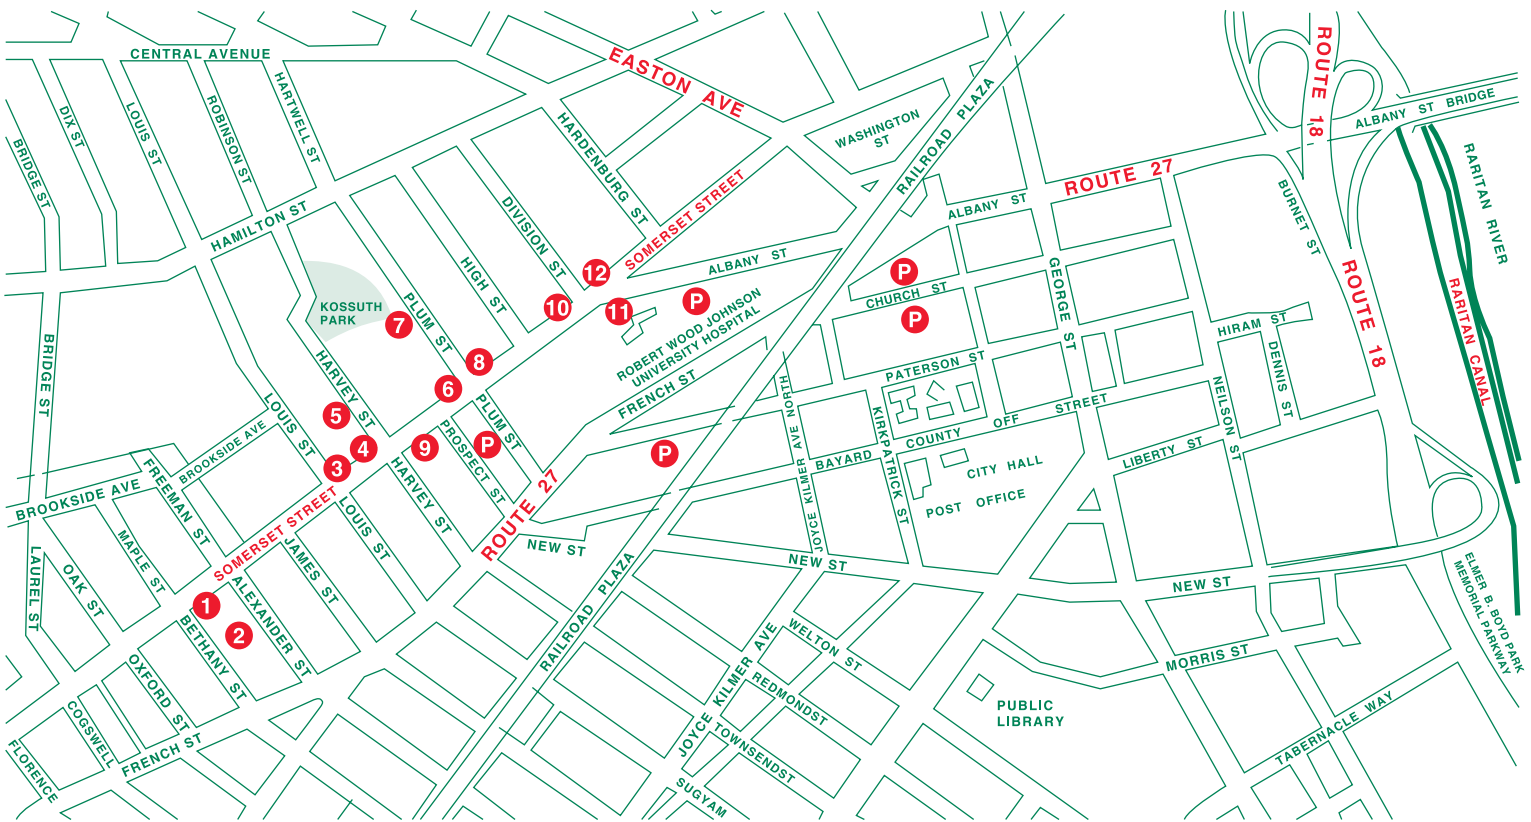 CENTRAL AVENUE
EASTON AVE
ROUTE 18
ALBANY ST BRIDGE
DIX ST
LOUIS ST
ROBINSON ST
HARTWELL ST
BRIDGE ST
HARDENBURG ST
WASHINGTON
ST
RAILROAD PLAZA
ROUTE 27
RARITAN RIVER
HAMILTON ST
DIVISION ST
SOMERSET STREET
ALBANY ST
BURNET ST
KOSSUTH
PARK
7
PLUM ST
HIGH ST
10
12
11
P
ALBANY ST
ROBERT WOOD JOHNSON
UNIVERSITY HOSPITAL
P
CHURCH ST
P
GEORGE ST
HIRAM ST
DENNIS ST
ROUTE 18
RARITAN CANAL
BRIDGE ST
HARVEY ST
8
6
5
4
3
9
LOUIS ST
PLUM ST
PROSPECT ST
P
FRENCH ST
P
PATERSON ST
JOYCE KILMER AVE NORTH
KIRKPATRICK ST
BAYARD
COUNTY OFF STREET
NEILSON ST
LIBERTY ST
CITY HALL
POST OFFICE
BROOKSIDE AVE
BROOKSIDE AVE
FREEMAN ST
MAPLE ST
OAK ST
LAUREL ST
SOMERSET STREET
HARVEY ST
LOUIS ST
JAMES ST
ALEXANDER ST
ROUTE 27
NEW ST
RAILROAD PLAZA
NEW ST
NEW ST
1
2
BETHANY ST
OXFORD ST
COGSWELL
FLORENCE
FRENCH ST
JOYCE KILMER AVE
WELTON ST
REDMONDST
TOWNSENDST
SUGYAM
PUBLIC
LIBRARY
MORRIS ST
TABERNACLE WAY
ELMER B. BOYD PARK
MEMORIAL PARKWAY